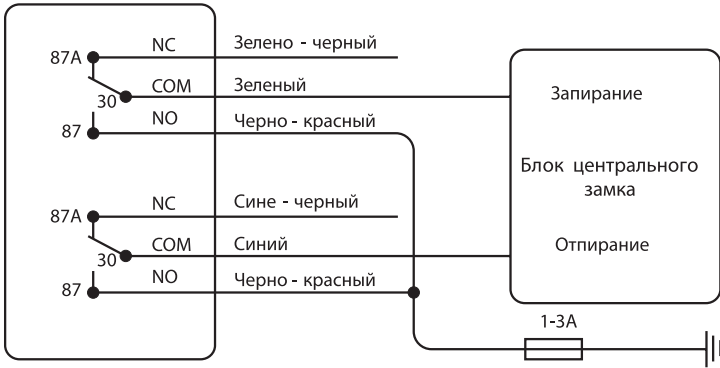 87A
NC
Зелено - черный
30
COM
Зеленый
87
NO
Черно - красный
87A
NC
Сине - черный
30
COM
Синий
87
NO
Черно - красный
Запирание
Блок центрального
замка
Отпирание
1-3А